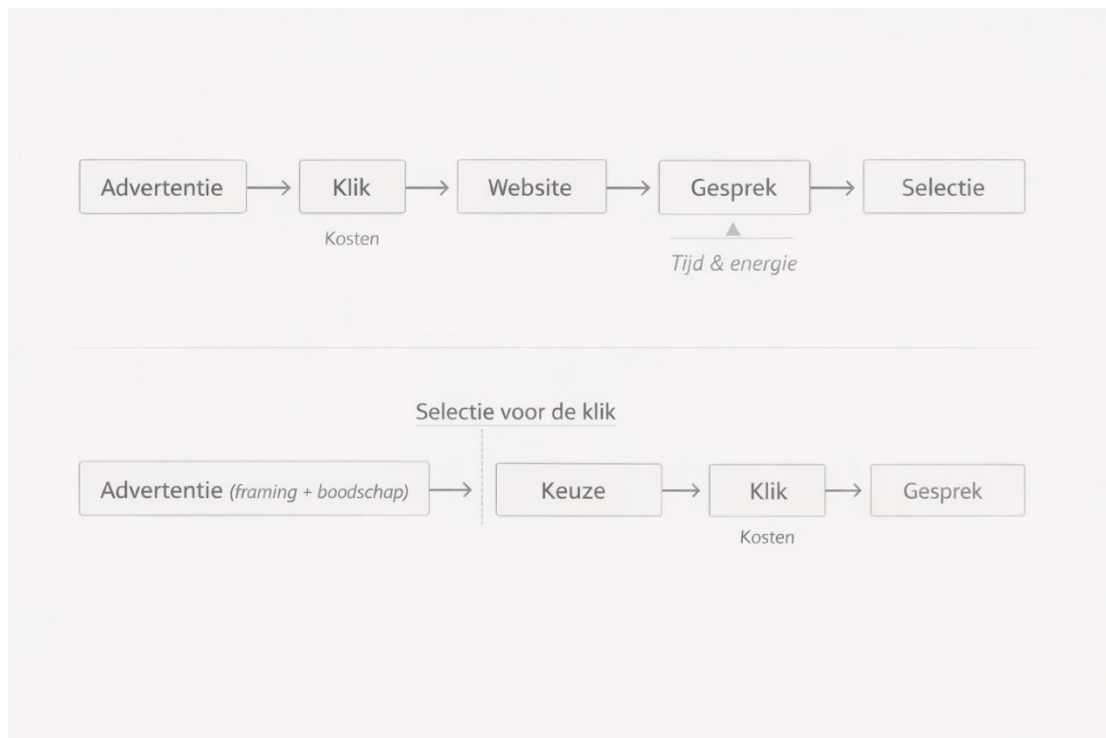 Advertentie
Klik
Website
Gesprek
Selectie
Kosten
Tijd & energie
Selectie voor de klik
Advertentie (framing + boodschap)
Keuze
Klik
Gesprek
Kosten